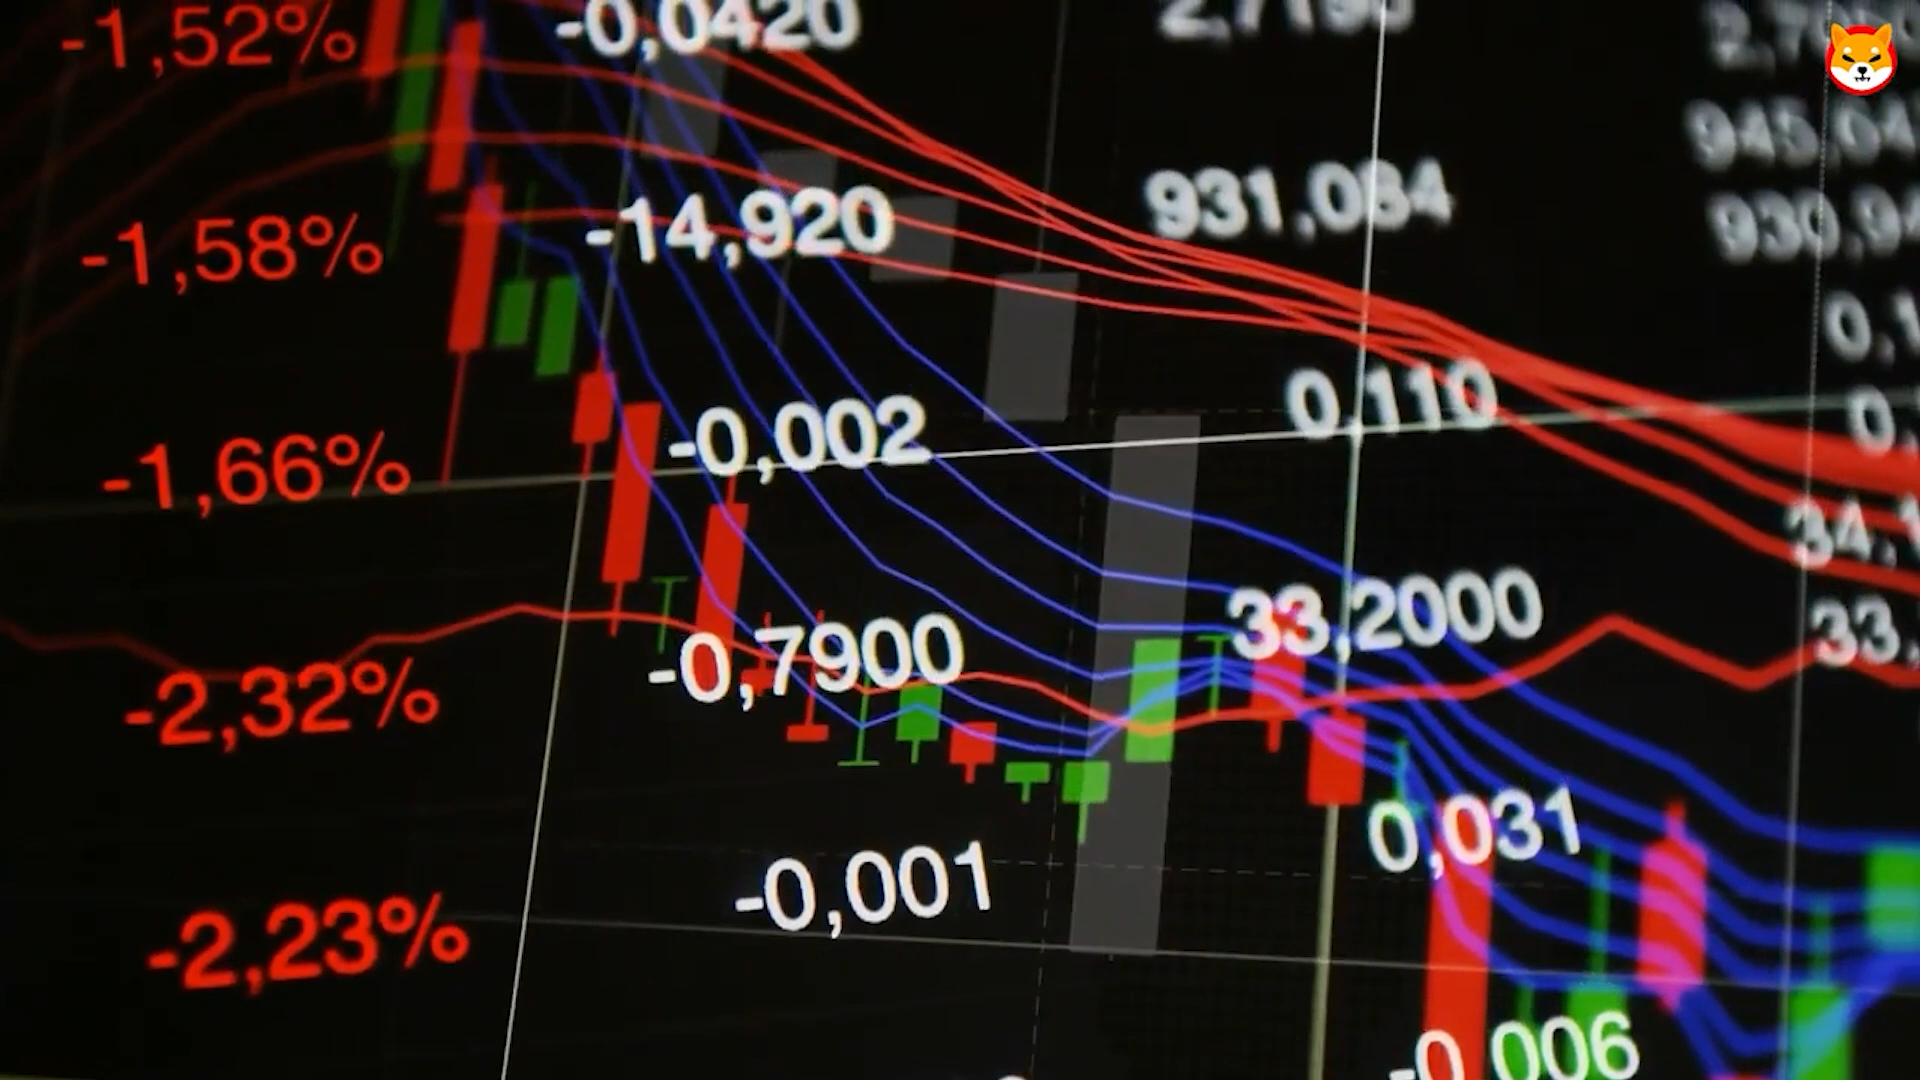 -1,52% -0,0420
-1,58% -14,920 931,084
-1,66% -0,002 0,110
-2,32% -0,7900 33,2000
-2,23% -0,001 0,031
-0,006